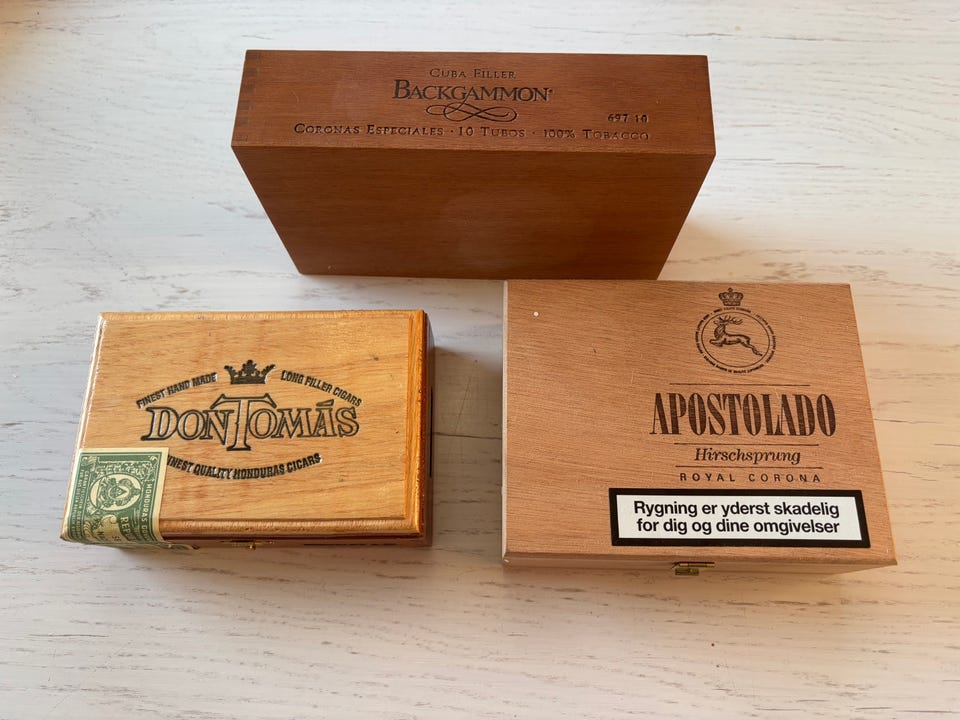 CUBA FILLER
BACKGAMMON
697 10
CORONAS ESPECIALES · 10 TUBOS · 100% TOBACCO
FINEST HAND MADE LONG FILLER CIGARS
DON TOMÁS
FINEST QUALITY HONDURAS CIGARS
HONDURAS
APOSTOLADO
Hirschsprung
ROYAL CORONA
Rygning er yderst skadelig
for dig og dine omgivelser